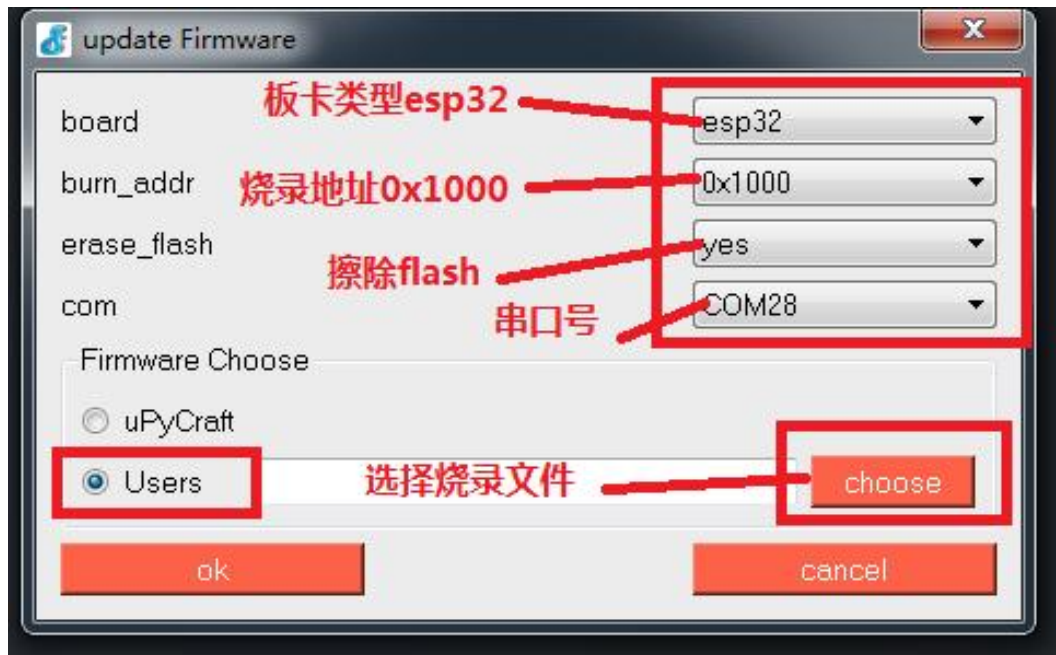 update Firmware
board 板卡类型esp32 esp32
burn_addr 烧录地址0x1000 0x1000
erase_flash 擦除flash yes
com 串口号 COM28
Firmware Choose
uPyCraft
Users 选择烧录文件 choose
ok cancel